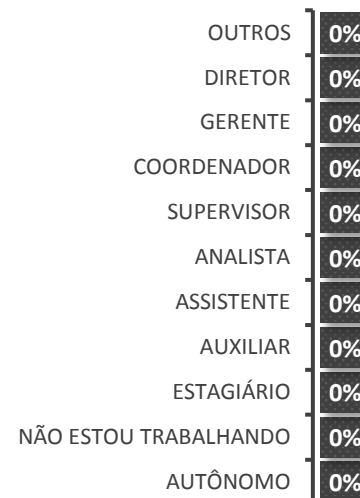 OUTROS 0%
DIRETOR 0%
GERENTE 0%
COORDENADOR 0%
SUPERVISOR 0%
ANALISTA 0%
ASSISTENTE 0%
AUXILIAR 0%
ESTAGIÁRIO 0%
NÃO ESTOU TRABALHANDO 0%
AUTÔNOMO 0%